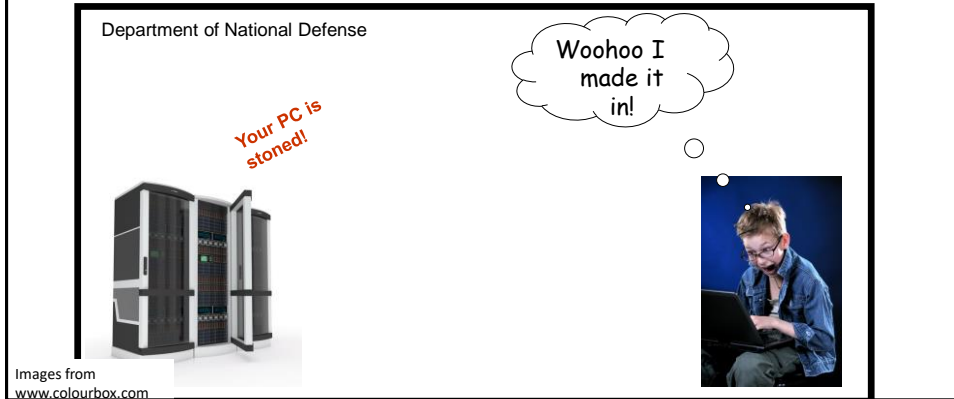 Department of National Defense
Woohoo I
made it
in!
Your PC is
stoned!
Images from
www.colourbox.com